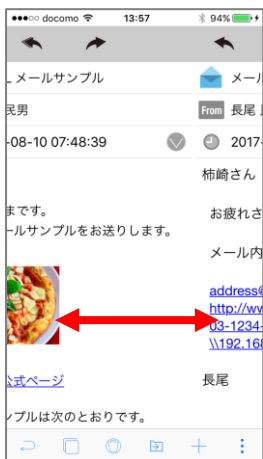 docomo 13:57 94%
_メールサンプル
民男
-08-10 07:48:39
まです。
ールサンプルをお送りします。
公式ページ
ンプルは次のとおりです。
メール
From 長尾
2017-
柿崎さん
お疲れさ
メール内
address@
http://ww
03-1234-
\\192.168
長尾